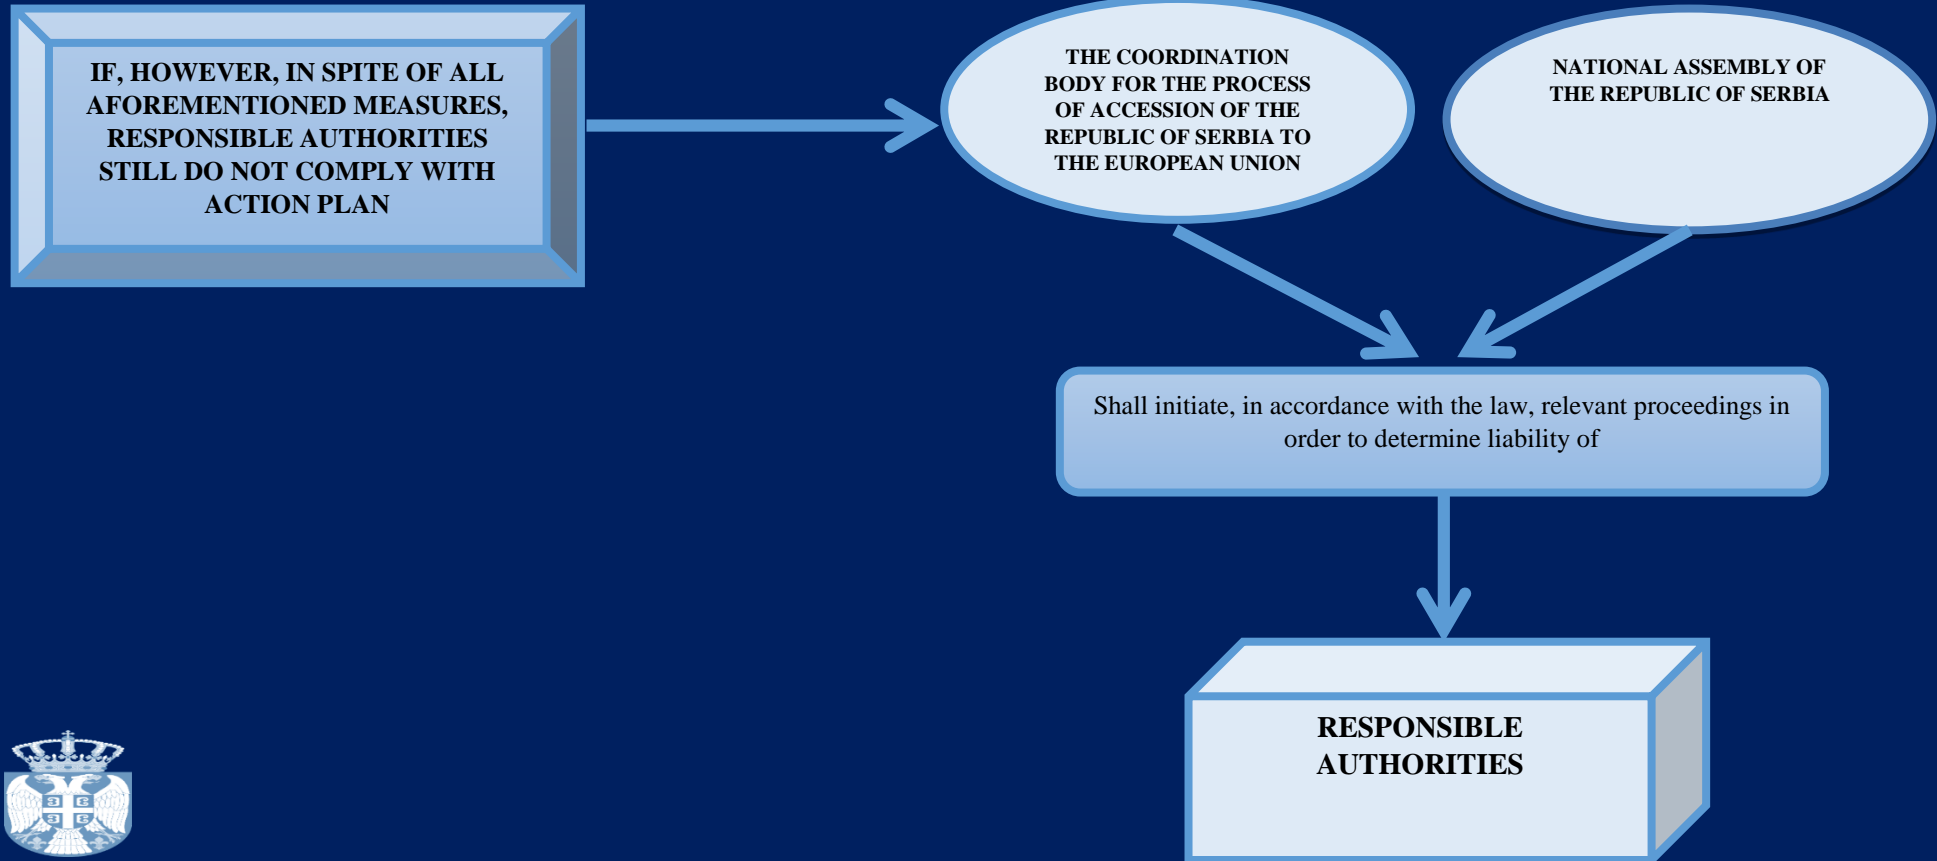 IF, HOWEVER, IN SPITE OF ALL
AFOREMENTIONED MEASURES,
RESPONSIBLE AUTHORITIES
STILL DO NOT COMPLY WITH
ACTION PLAN
THE COORDINATION
BODY FOR THE PROCESS
OF ACCESSION OF THE
REPUBLIC OF SERBIA TO
THE EUROPEAN UNION
NATIONAL ASSEMBLY OF
THE REPUBLIC OF SERBIA
Shall initiate, in accordance with the law, relevant proceedings in
order to determine liability of
RESPONSIBLE
AUTHORITIES